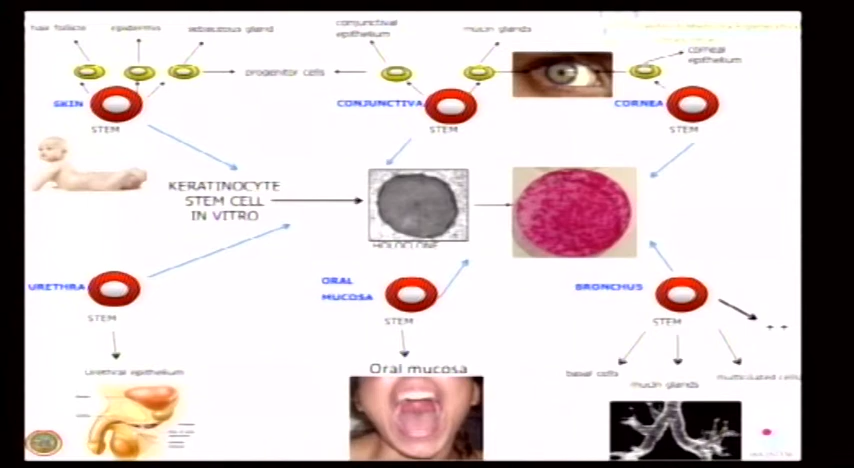 hair follicle
epidermis
sebaceous gland
conjunctival
epithelium
mucin glands
corneal
epithelium
progenitor cells
SKIN
CONJUNCTIVA
CORNEA
STEM
STEM
STEM
KERATINOCYTE
STEM CELL
IN VITRO
HOLOCLONE
URETHRA
ORAL
MUCOSA
BRONCHUS
STEM
STEM
STEM
Urethral epithelium
Oral mucosa
basal cells
mucin glands
multiciliated cells